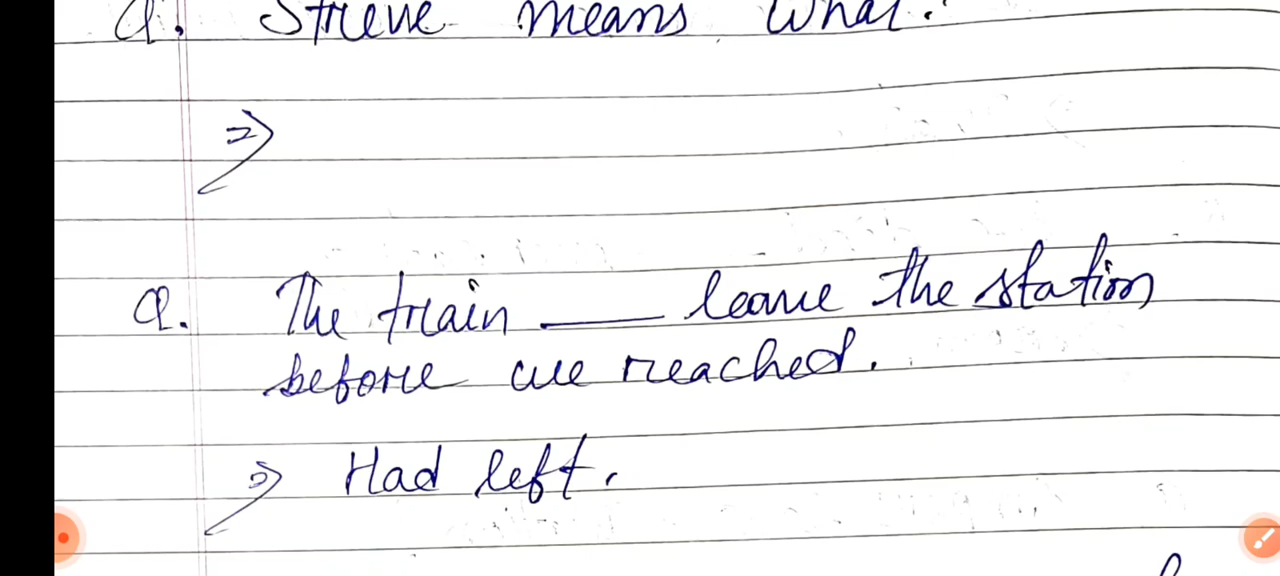 Q. Strive means what.
⇒
Q. The train ___ leave the station
before we reached.
⇒ Had left.